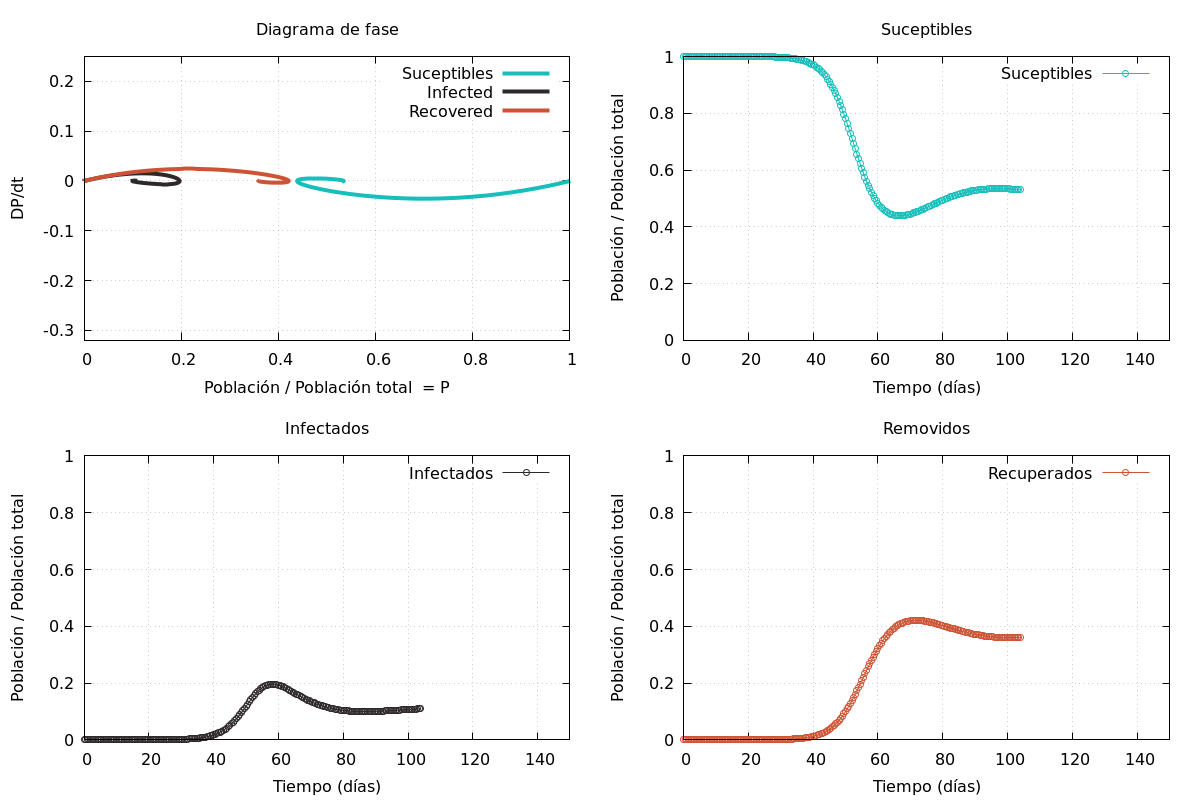 Diagrama de fase
0.2
0.1
0
-0.1
-0.2
-0.3
DP/dt
Suceptibles
Infected
Recovered
0 0.2 0.4 0.6 0.8 1
Población / Población total  = P
Suceptibles
1
0.8
0.6
0.4
0.2
0
Población / Población total
Suceptibles
0 20 40 60 80 100 120 140
Tiempo (días)
Infectados
1
0.8
0.6
0.4
0.2
0
Población / Población total
Infectados
0 20 40 60 80 100 120 140
Tiempo (días)
Removidos
1
0.8
0.6
0.4
0.2
0
Población / Población total
Recuperados
0 20 40 60 80 100 120 140
Tiempo (días)